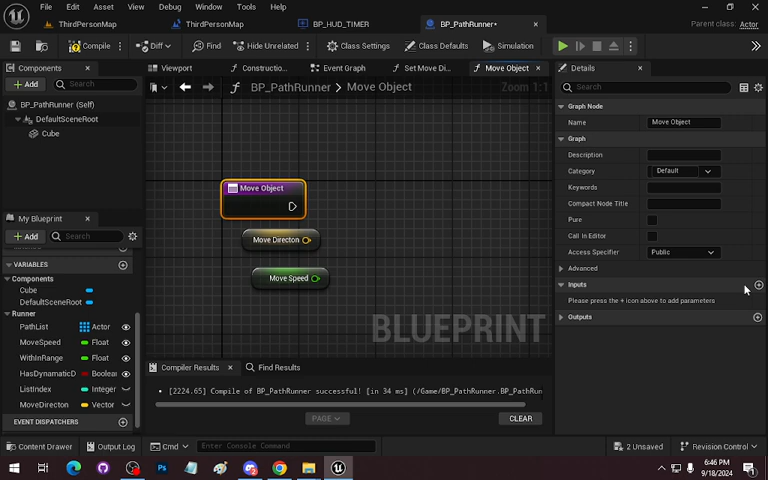 File Edit Asset View Debug Window Tools Help
ThirdPersonMap ThirdPersonMap BP_HUD_TIMER BP_PathRunner• Parent class: Actor
Compile Diff Find Hide Unrelated Class Settings Class Defaults Simulation
Components Viewport Constructio... Event Graph Set Move Di... Move Object Details
Add Search BP_PathRunner Move Object Zoom 1:1 Search
BP_PathRunner (Self)
DefaultSceneRoot
Cube
Graph Node
Name Move Object
Graph
Description
Category Default
Keywords
Compact Node Title
Pure
Call In Editor
Access Specifier Public
Advanced
Inputs
Please press the + icon above to add parameters
Outputs
Move Object
Move Directon
Move Speed
BLUEPRINT
My Blueprint
Add Search
VARIABLES
Components
Cube
DefaultSceneRoot
Runner
PathList Actor
MoveSpeed Float
WithInRange Float
HasDynamicD Boolea
ListIndex Integer
MoveDirecton Vector
EVENT DISPATCHERS
Compiler Results Find Results
[2224.65] Compile of BP_PathRunner successful! [in 34 ms] (/Game/BP_PathRunner.BP_PathRun
PAGE CLEAR
Content Drawer Output Log Cmd Enter Console Command 2 Unsaved Revision Control
6:46 PM
9/18/2024